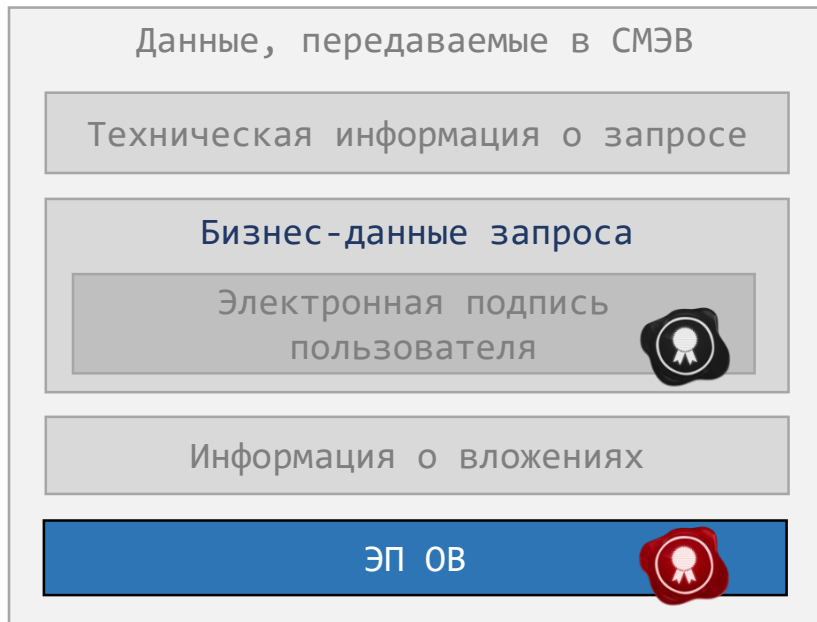 Данные, передаваемые в СМЭВ
Техническая информация о запросе
Бизнес-данные запроса
Электронная подпись
пользователя
Информация о вложениях
ЭП ОВ